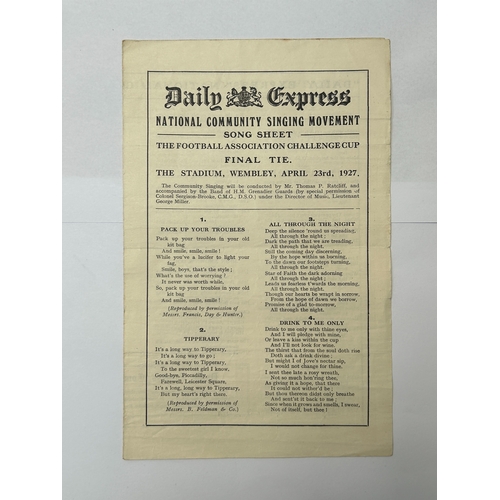 Daily Express
NATIONAL COMMUNITY SINGING MOVEMENT
SONG SHEET
THE FOOTBALL ASSOCIATION CHALLENGE CUP
FINAL TIE.
THE STADIUM, WEMBLEY, APRIL 23rd, 1927.
The Community Singing will be conducted by Mr. Thomas P. Ratcliff, and
accompanied by the Band of H.M. Grenadier Guards (by special permission of
Colonel Sergison-Brooke, C.M.G., D.S.O.) under the Director of Music, Lieutenant
George Miller.
1.
PACK UP YOUR TROUBLES
Pack up your troubles in your old
kit bag
And smile, smile, smile!
While you've a lucifer to light your
fag,
Smile, boys, that's the style;
What's the use of worrying?
It never was worth while,
So, pack up your troubles in your old
kit bag
And smile, smile, smile!
(Reproduced by permission of
Messrs. Francis, Day & Hunter.)
2.
TIPPERARY
It's a long way to Tipperary,
It's a long way to go;
It's a long way to Tipperary,
To the sweetest girl I know.
Good-bye, Piccadilly,
Farewell, Leicester Square,
It's a long, long way to Tipperary,
But my heart's right there.
(Reproduced by permission of
Messrs. B. Feldman & Co.)
3.
ALL THROUGH THE NIGHT
Deep the silence 'round us spreading,
All through the night;
Dark the path that we are treading,
All through the night.
Still the coming day discerning,
By the hope within us burning,
To the dawn our footsteps turning,
All through the night.
Star of Faith the dark adorning
All through the night,
Leads us fearless t'wards the morning,
All through the night.
Though our hearts be wrapt in sorrow,
From the hope of dawn we borrow,
Promise of a glad to-morrow,
All through the night.
4.
DRINK TO ME ONLY
Drink to me only with thine eyes,
And I will pledge with mine,
Or leave a kiss within the cup
And I'll not look for wine.
The thirst that from the soul doth rise
Doth ask a drink divine;
But might I of Jove's nectar sip,
I would not change for thine.
I sent thee late a rosy wreath,
Not so much hon'ring thee,
As giving it a hope, that there
It could not wither'd be;
But thou thereon didst only breathe
And sent'st it back to me;
Since when it grows and smells, I swear,
Not of itself, but thee!